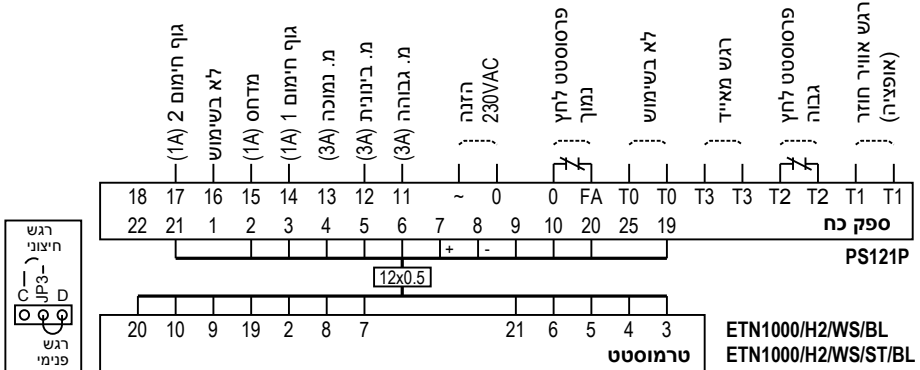 גוף חימום 2 (1A)
לא בשימוש
מדחס (1A)
גוף חימום 1 (1A)
מ. נמוכה (3A)
מ. בינונית (3A)
מ. גבוהה (3A)
הזנה
230VAC
פרסוסטט לחץ
נמוך
לא בשימוש
רגש מאייד
פרסוסטט לחץ
גבוה
רגש אוויר חוזר
(אופציה)
18 17 16 15 14 13 12 11 ~ 0 0 FA T0 T0 T3 T3 T2 T2 T1 T1
22 21 1 2 3 4 5 6 7 8 9 10 20 25 19 ספק כח
+ -
PS121P
12x0.5
20 10 9 19 2 8 7 21 6 5 4 3
טרמוסטט
ETN1000/H2/WS/BL
ETN1000/H2/WS/ST/BL
רגש
חיצוני
C JP3 D
רגש
פנימי